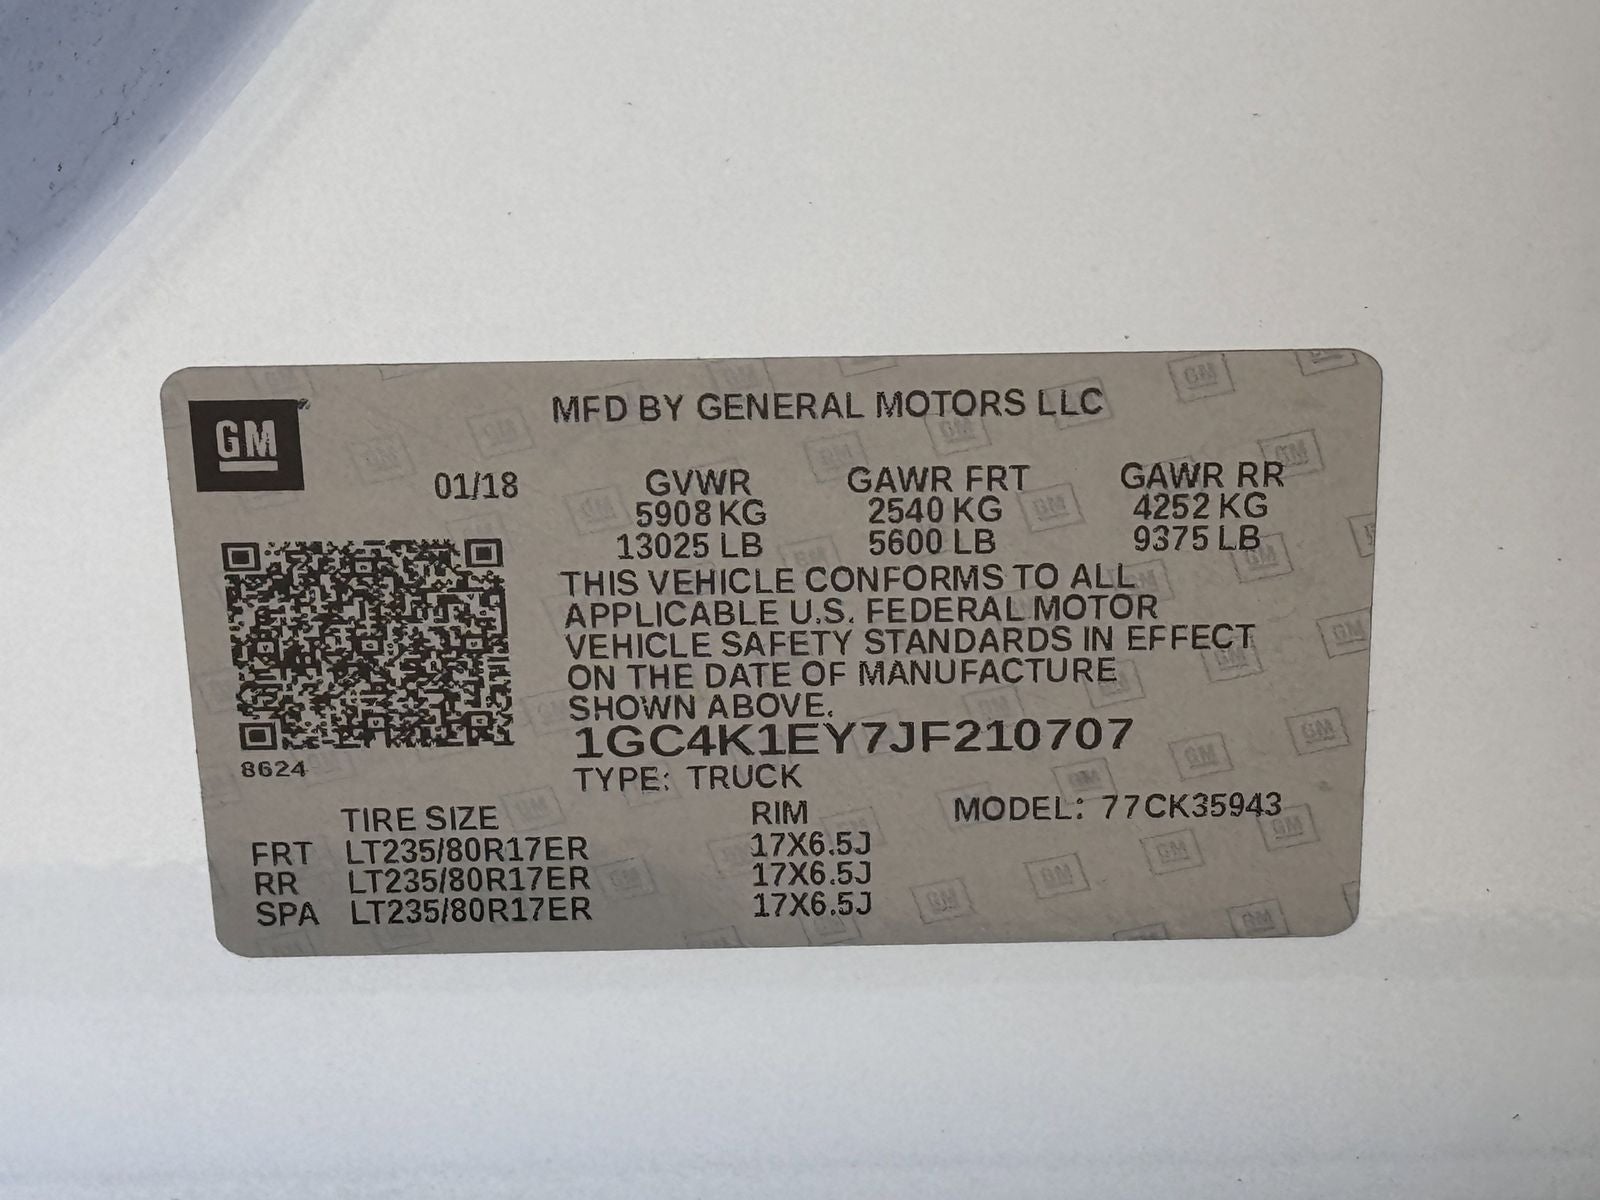 GM
MFD BY GENERAL MOTORS LLC
01/18 GVWR GAWR FRT GAWR RR
5908 KG 2540 KG 4252 KG
13025 LB 5600 LB 9375 LB
THIS VEHICLE CONFORMS TO ALL
APPLICABLE U.S. FEDERAL MOTOR
VEHICLE SAFETY STANDARDS IN EFFECT
ON THE DATE OF MANUFACTURE
SHOWN ABOVE.
1GC4K1EY7JF210707
8624
TYPE: TRUCK
TIRE SIZE RIM MODEL: 77CK35943
FRT LT235/80R17ER 17X6.5J
RR LT235/80R17ER 17X6.5J
SPA LT235/80R17ER 17X6.5J